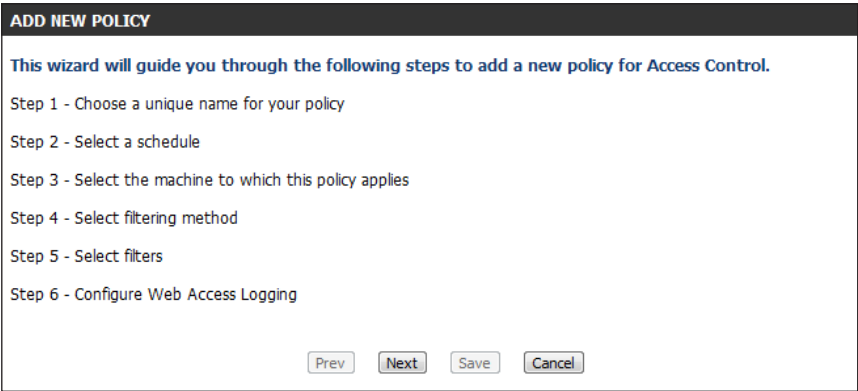 ADD NEW POLICY
This wizard will guide you through the following steps to add a new policy for Access Control.
Step 1 - Choose a unique name for your policy
Step 2 - Select a schedule
Step 3 - Select the machine to which this policy applies
Step 4 - Select filtering method
Step 5 - Select filters
Step 6 - Configure Web Access Logging
Prev Next Save Cancel